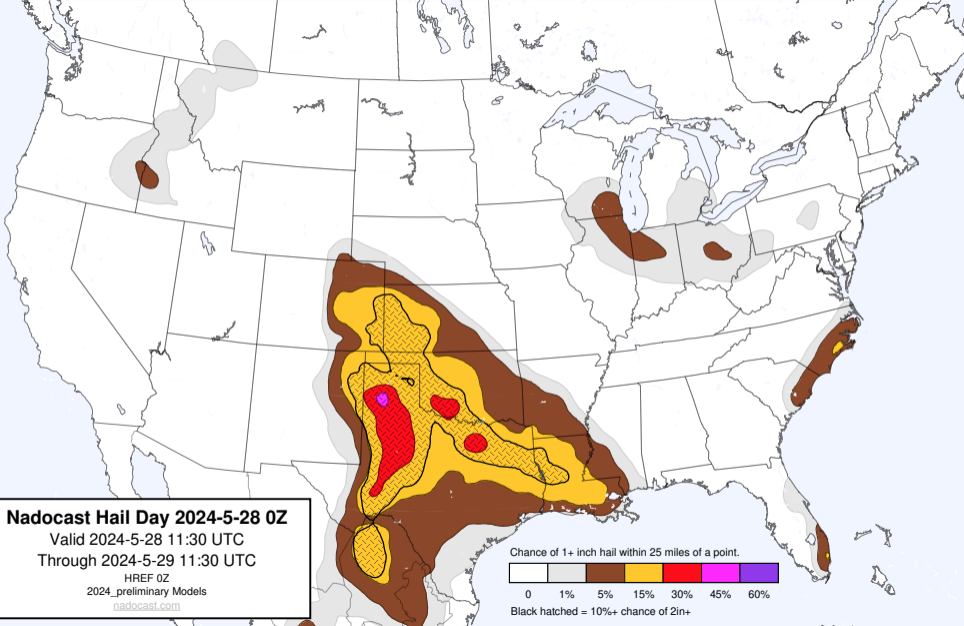 Nadocast Hail Day 2024-5-28 0Z
Valid 2024-5-28 11:30 UTC
Through 2024-5-29 11:30 UTC
HREF 0Z
2024_preliminary Models
nadocast.com
Chance of 1+ inch hail within 25 miles of a point.
0 1% 5% 15% 30% 45% 60%
Black hatched = 10%+ chance of 2in+